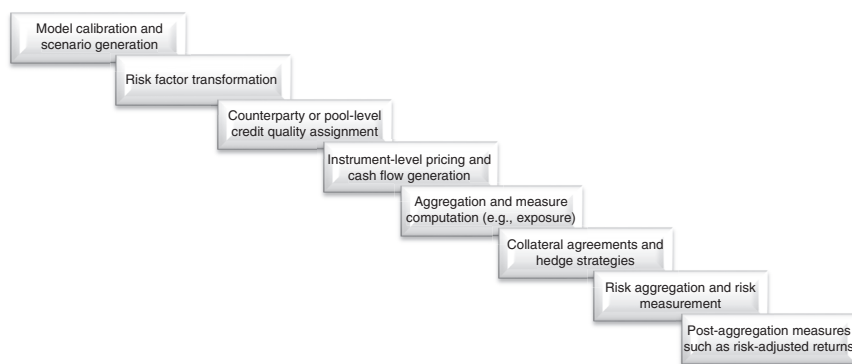 Model calibration and
scenario generation
Risk factor transformation
Counterparty or pool-level
credit quality assignment
Instrument-level pricing and
cash flow generation
Aggregation and measure
computation (e.g., exposure)
Collateral agreements and
hedge strategies
Risk aggregation and risk
measurement
Post-aggregation measures
such as risk-adjusted returns